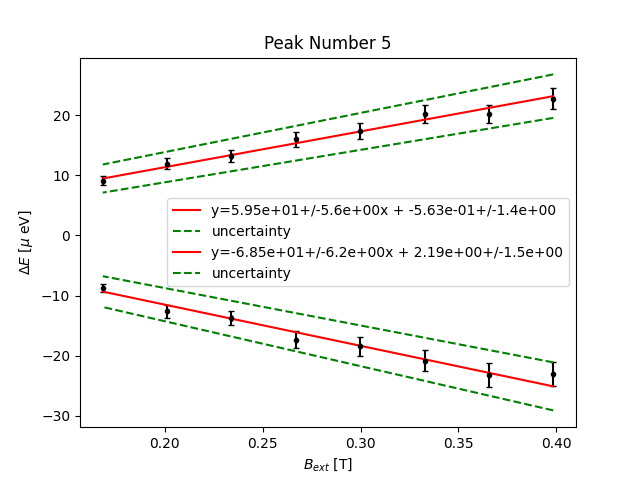 Peak Number 5
ΔE [μ eV]
20
10
0
−10
−20
−30
y=5.95e+01+/-5.6e+00x + -5.63e-01+/-1.4e+00
uncertainty
y=-6.85e+01+/-6.2e+00x + 2.19e+00+/-1.5e+00
uncertainty
0.20 0.25 0.30 0.35 0.40
B_ext [T]